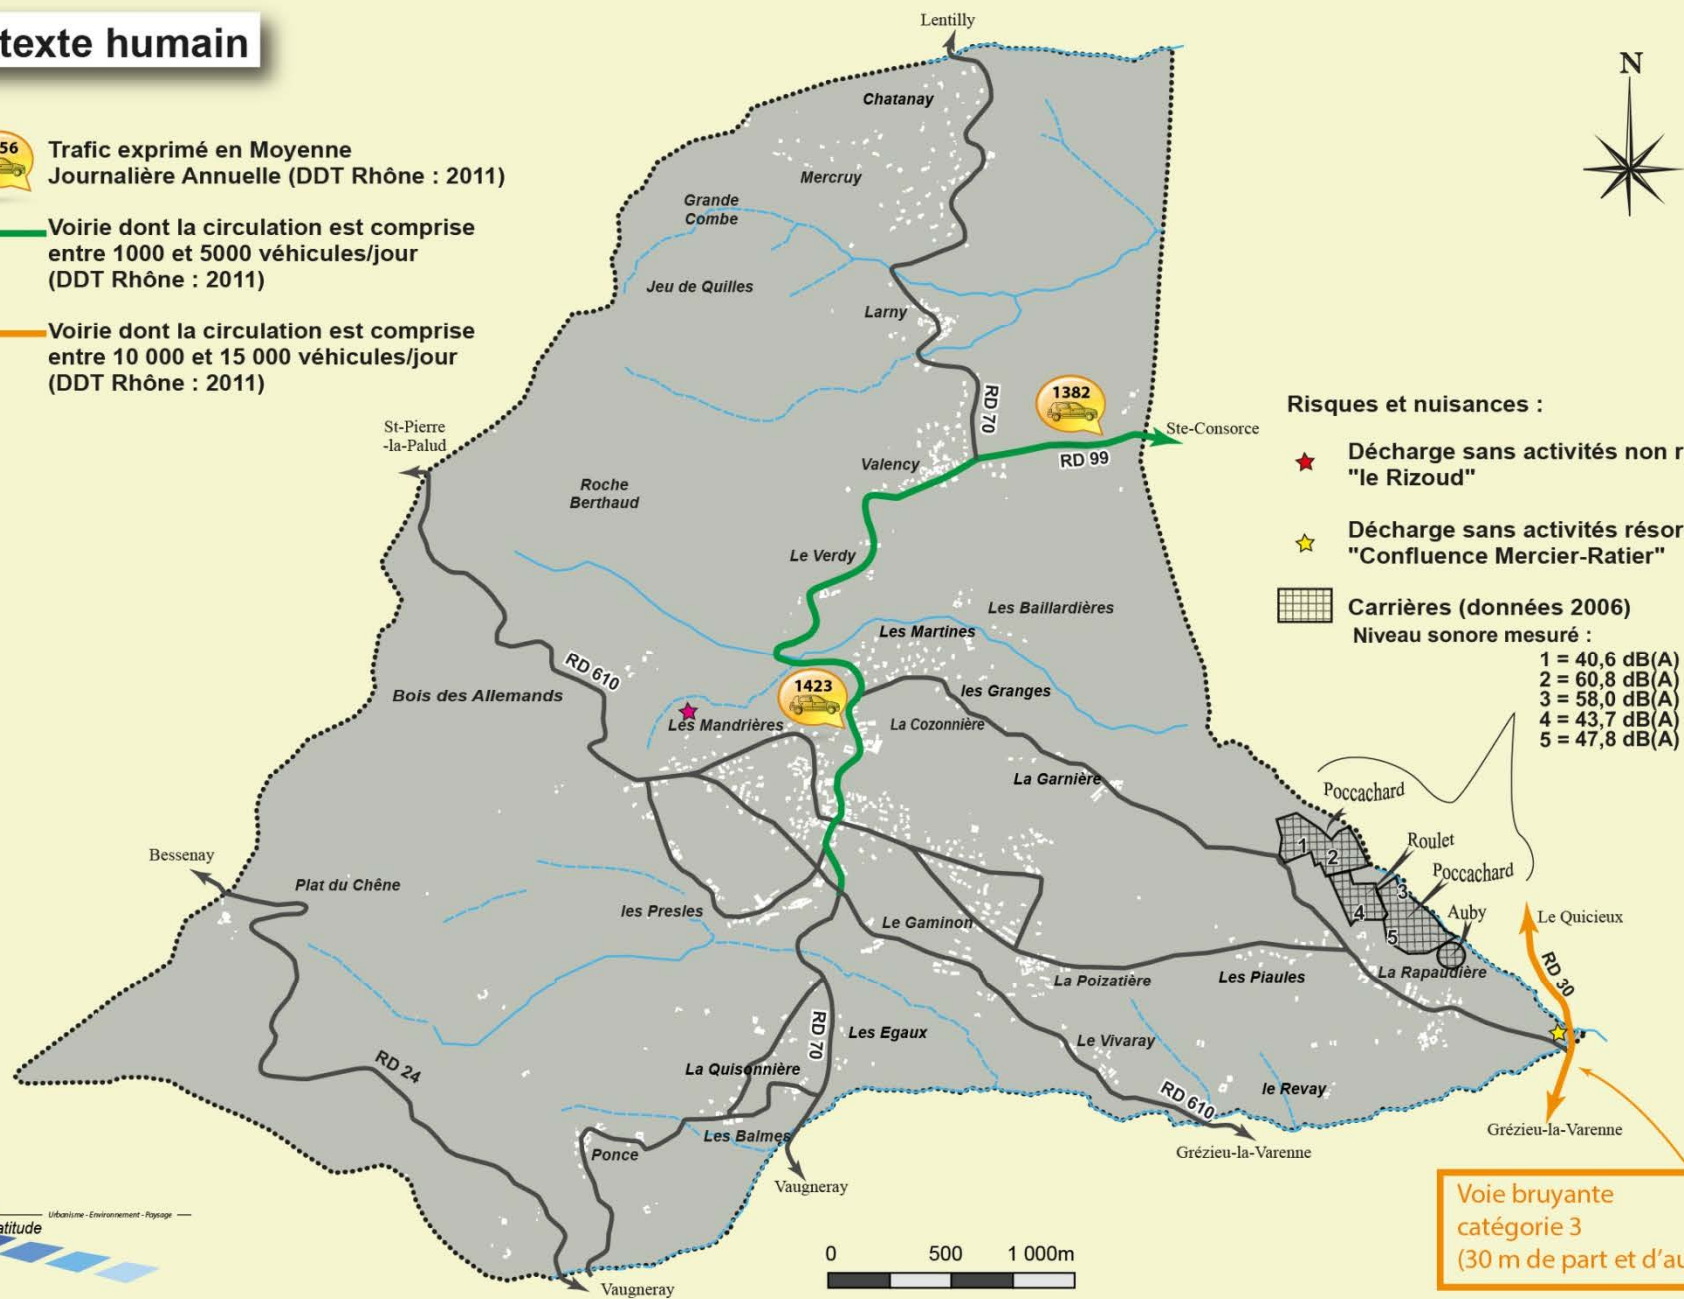 texte humain
56
Trafic exprimé en Moyenne
Journalière Annuelle (DDT Rhône : 2011)
Voirie dont la circulation est comprise
entre 1000 et 5000 véhicules/jour
(DDT Rhône : 2011)
Voirie dont la circulation est comprise
entre 10 000 et 15 000 véhicules/jour
(DDT Rhône : 2011)
Lentilly
N
Chatanay
Mercruy
Grande
Combe
Jeu de Quilles
Larny
RD 70
1382
Ste-Consorce
RD 99
St-Pierre
-la-Palud
Valency
Roche
Berthaud
Le Verdy
Les Baillardières
Les Martines
RD 610
Bois des Allemands
1423
les Granges
Les Mandrières
La Cozonnière
La Garnière
Risques et nuisances :
Décharge sans activités non r
"le Rizoud"
Décharge sans activités résor
"Confluence Mercier-Ratier"
Carrières (données 2006)
Niveau sonore mesuré :
1 = 40,6 dB(A)
2 = 60,8 dB(A)
3 = 58,0 dB(A)
4 = 43,7 dB(A)
5 = 47,8 dB(A)
Poccachard
1
2
Roulet
Poccachard
3
4
5
Auby
Le Quicieux
RD 30
Bessenay
Plat du Chêne
les Presles
Le Gaminon
La Poizatière
Les Piaules
La Rapaudière
RD 24
RD 70
Les Egaux
Le Vivaray
La Quisonnière
RD 610
le Revay
Les Balmes
Ponce
Grézieu-la-Varenne
Grézieu-la-Varenne
Vaugneray
Vaugneray
Voie bruyante
catégorie 3
(30 m de part et d'au
0 500 1 000m
Urbanisme - Environnement - Paysage
atitude